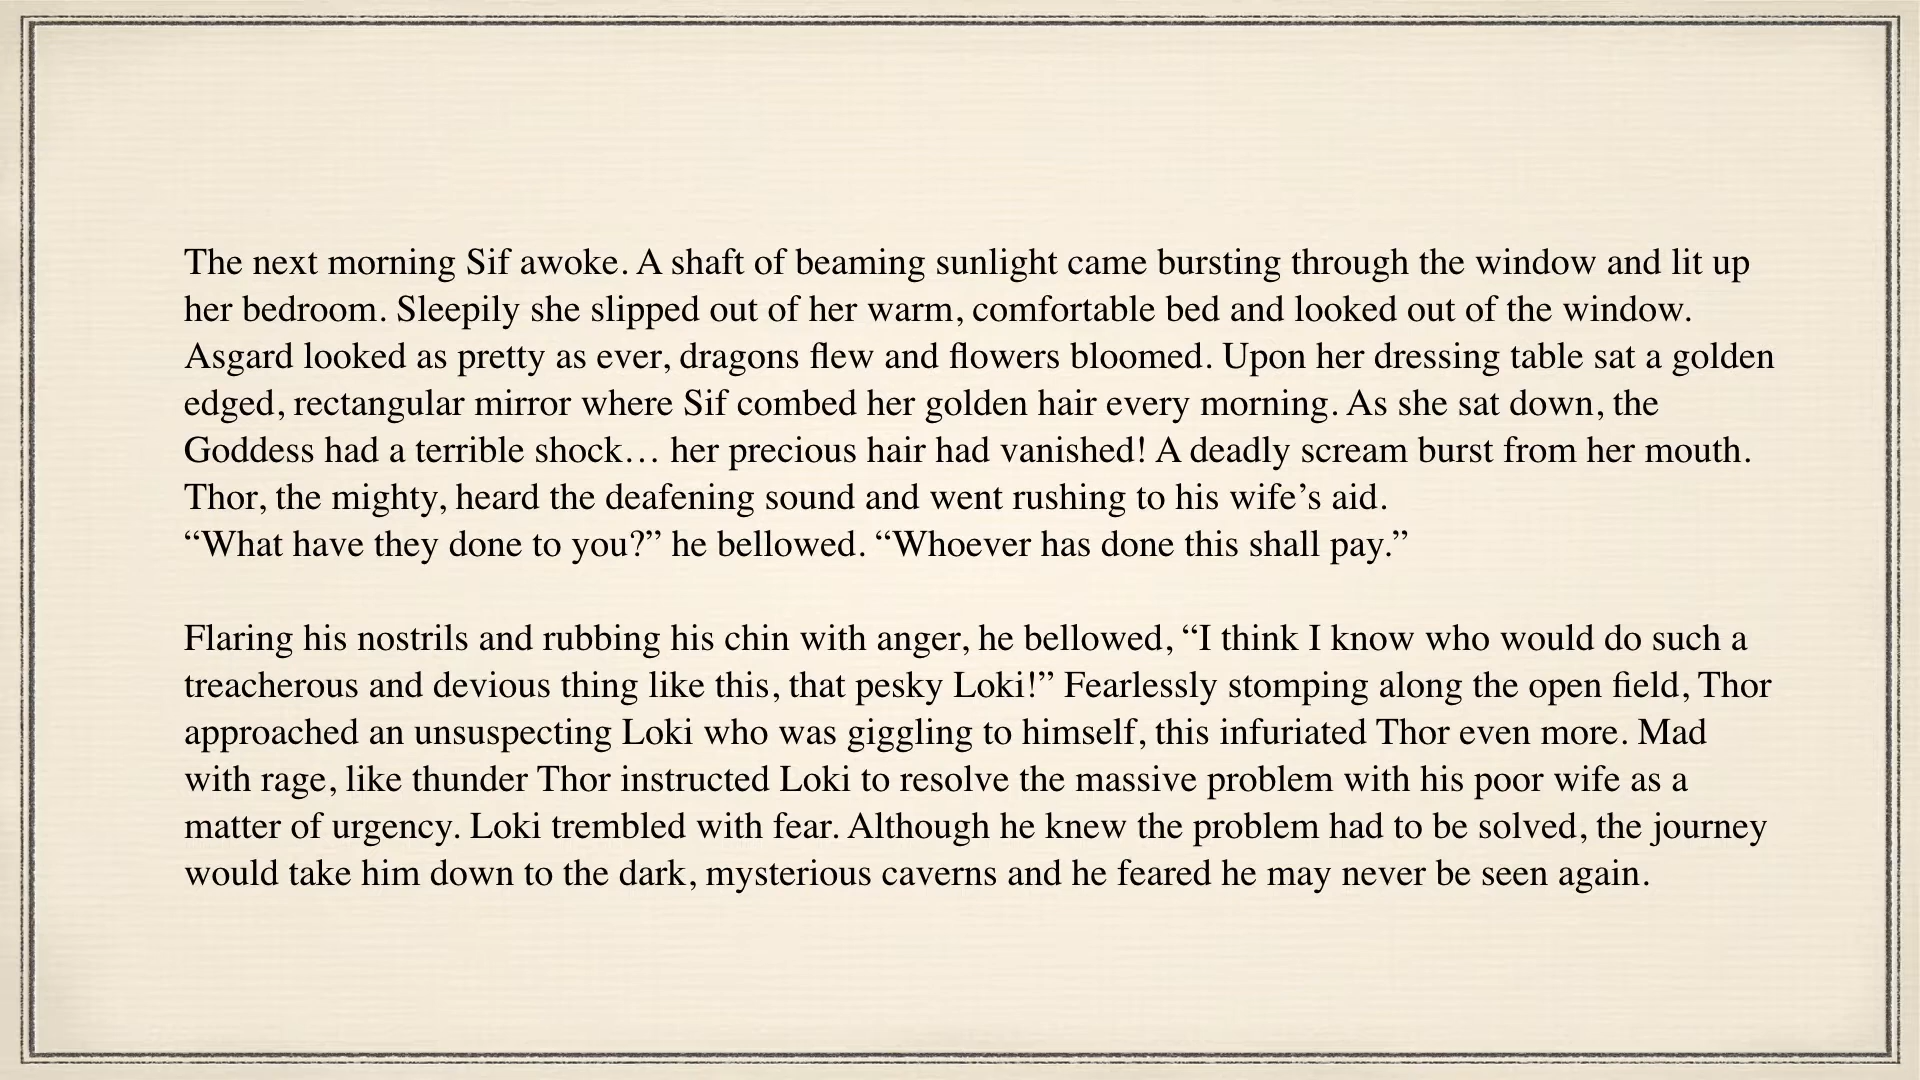 The next morning Sif awoke. A shaft of beaming sunlight came bursting through the window and lit up
her bedroom. Sleepily she slipped out of her warm, comfortable bed and looked out of the window.
Asgard looked as pretty as ever, dragons flew and flowers bloomed. Upon her dressing table sat a golden
edged, rectangular mirror where Sif combed her golden hair every morning. As she sat down, the
Goddess had a terrible shock… her precious hair had vanished! A deadly scream burst from her mouth.
Thor, the mighty, heard the deafening sound and went rushing to his wife’s aid.
“What have they done to you?” he bellowed. “Whoever has done this shall pay.”
Flaring his nostrils and rubbing his chin with anger, he bellowed, “I think I know who would do such a
treacherous and devious thing like this, that pesky Loki!” Fearlessly stomping along the open field, Thor
approached an unsuspecting Loki who was giggling to himself, this infuriated Thor even more. Mad
with rage, like thunder Thor instructed Loki to resolve the massive problem with his poor wife as a
matter of urgency. Loki trembled with fear. Although he knew the problem had to be solved, the journey
would take him down to the dark, mysterious caverns and he feared he may never be seen again.